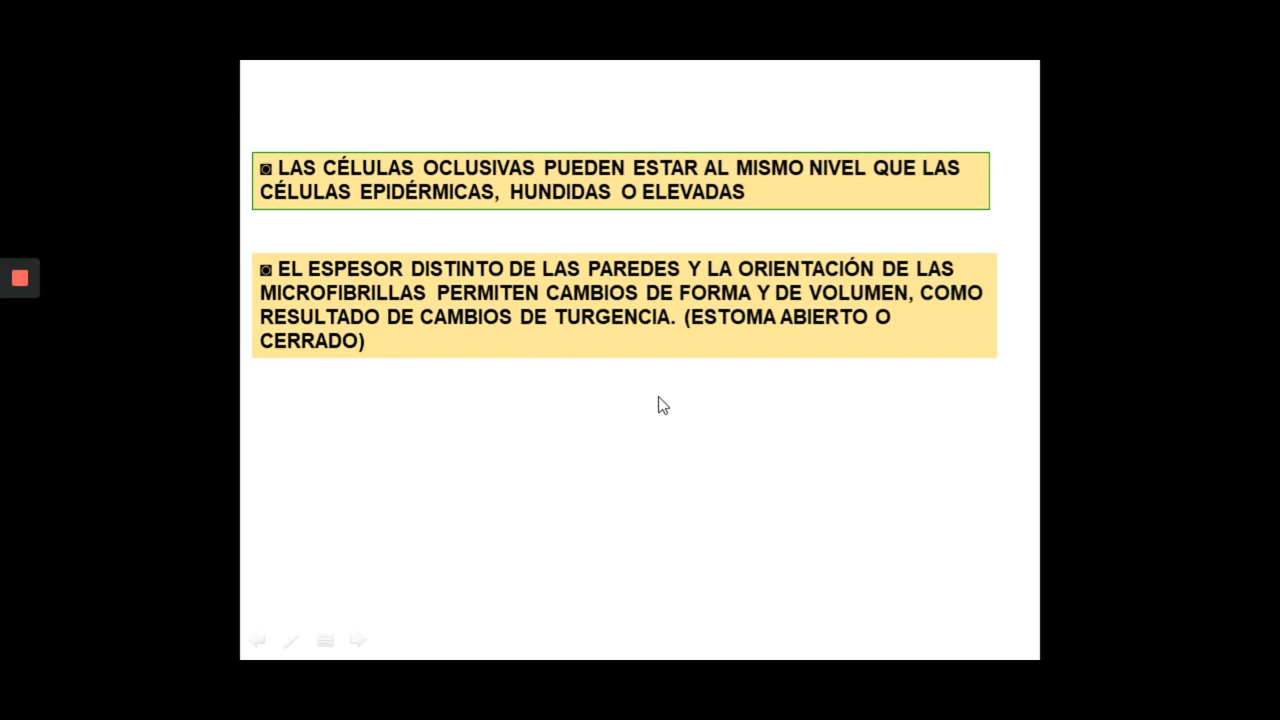 ◙ LAS CÉLULAS OCLUSIVAS PUEDEN ESTAR AL MISMO NIVEL QUE LAS
CÉLULAS EPIDÉRMICAS, HUNDIDAS O ELEVADAS
◙ EL ESPESOR DISTINTO DE LAS PAREDES Y LA ORIENTACIÓN DE LAS
MICROFIBRILLAS PERMITEN CAMBIOS DE FORMA Y DE VOLUMEN, COMO
RESULTADO DE CAMBIOS DE TURGENCIA. (ESTOMA ABIERTO O
CERRADO)